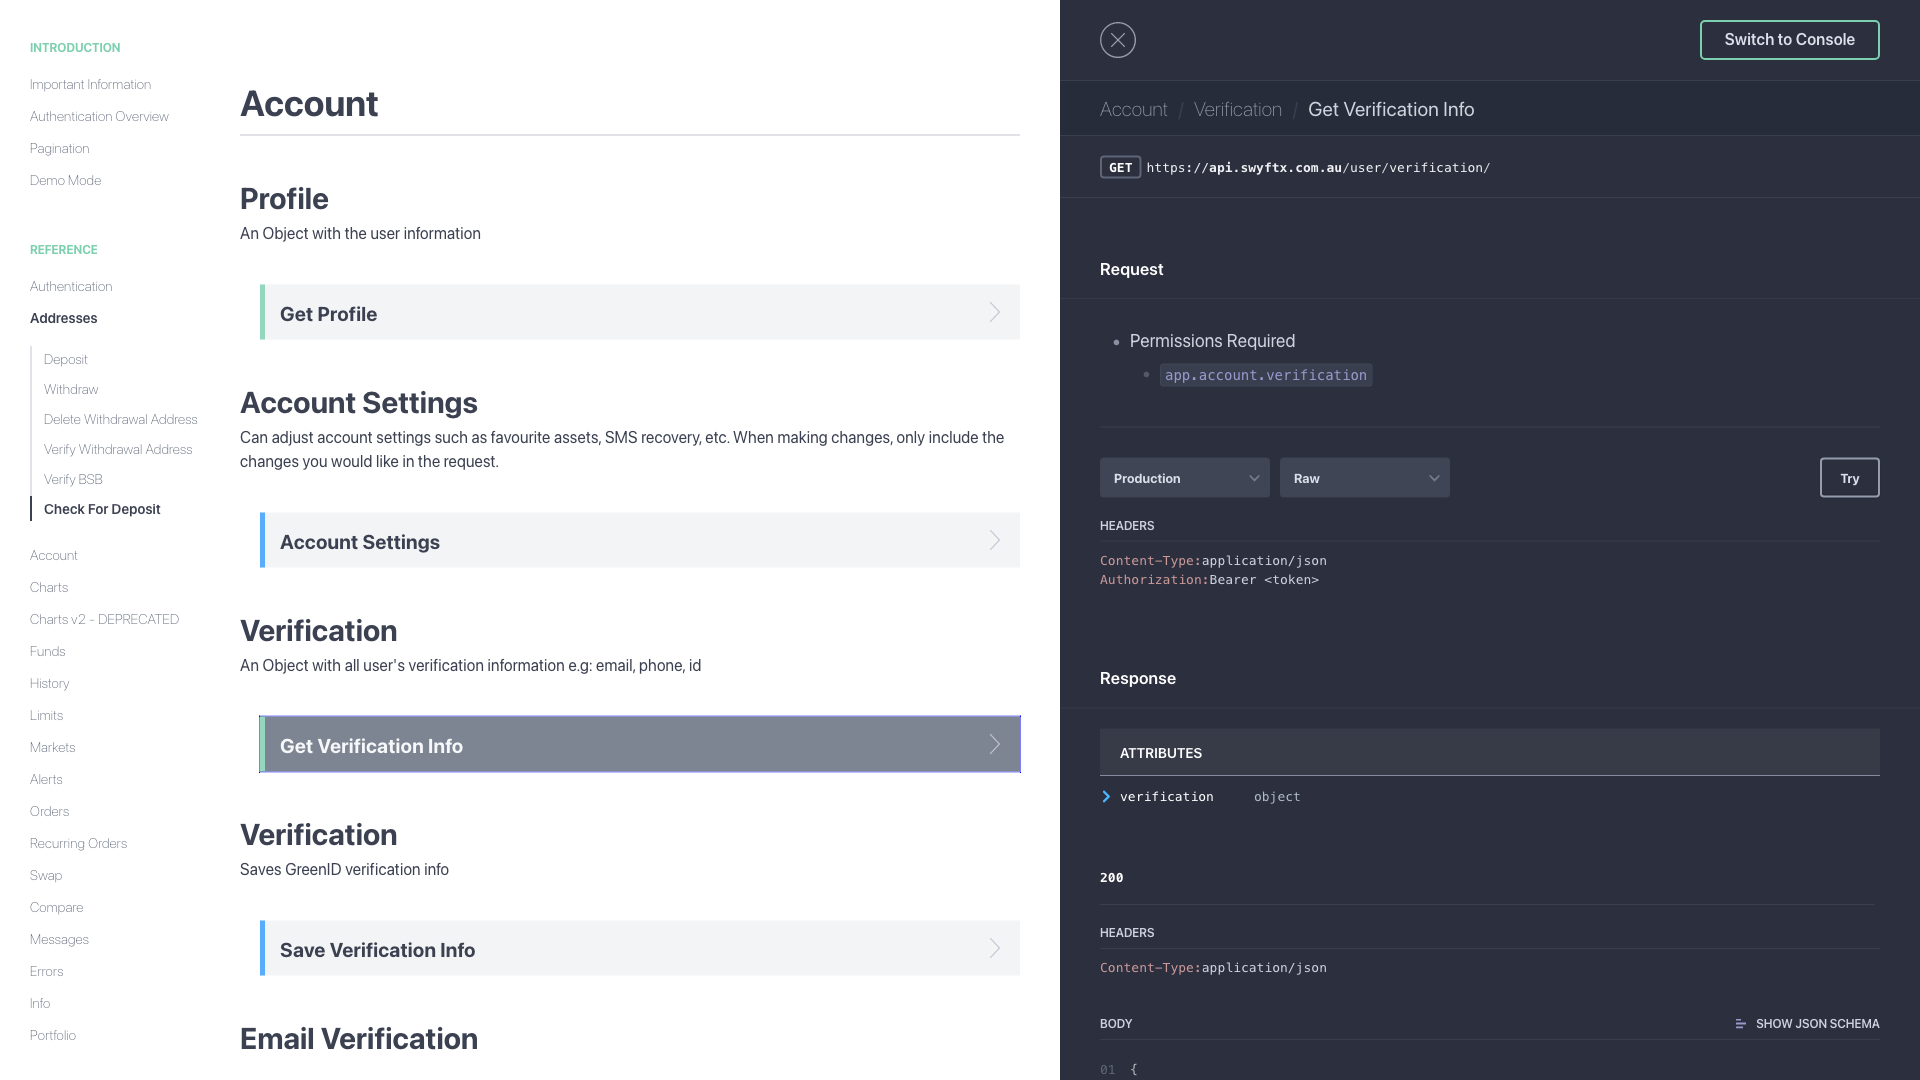 INTRODUCTION
Important Information
Authentication Overview
Pagination
Demo Mode
REFERENCE
Authentication
Addresses
Deposit
Withdraw
Delete Withdrawal Address
Verify Withdrawal Address
Verify BSB
Check For Deposit
Account
Charts
Charts v2 - DEPRECATED
Funds
History
Limits
Markets
Alerts
Orders
Recurring Orders
Swap
Compare
Messages
Errors
Info
Portfolio
Account
Profile
An Object with the user information
Get Profile
Account Settings
Can adjust account settings such as favourite assets, SMS recovery, etc. When making changes, only include the
changes you would like in the request.
Account Settings
Verification
An Object with all user's verification information e.g: email, phone, id
Get Verification Info
Verification
Saves GreenID verification info
Save Verification Info
Email Verification
Switch to Console
Account / Verification / Get Verification Info
GET https://api.swyftx.com.au/user/verification/
Request
Permissions Required
app.account.verification
Production
Raw
Try
HEADERS
Content-Type:application/json
Authorization:Bearer <token>
Response
ATTRIBUTES
verification object
200
HEADERS
Content-Type:application/json
BODY
SHOW JSON SCHEMA
01 {